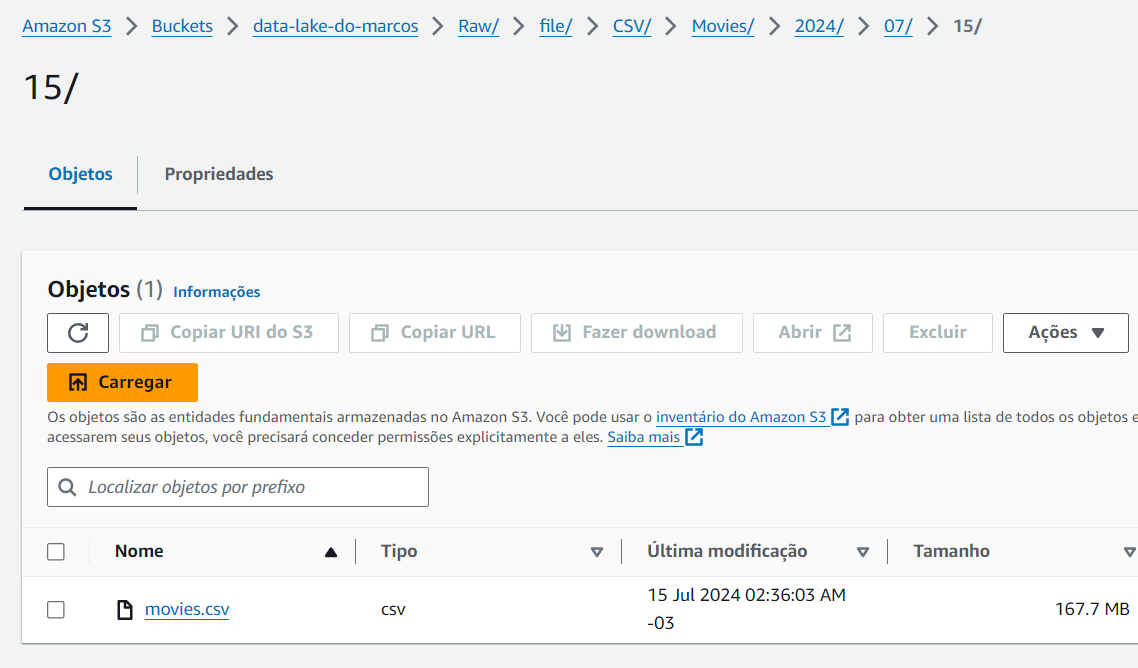 Amazon S3 > Buckets > data-lake-do-marcos > Raw/ > file/ > CSV/ > Movies/ > 2024/ > 07/ > 15/
15/
Objetos Propriedades
Objetos (1) Informações
Copiar URI do S3 Copiar URL Fazer download Abrir Excluir Ações
Carregar
Os objetos são as entidades fundamentais armazenadas no Amazon S3. Você pode usar o inventário do Amazon S3 para obter uma lista de todos os objetos e
acessarem seus objetos, você precisará conceder permissões explicitamente a eles. Saiba mais
Localizar objetos por prefixo
Nome Tipo Última modificação Tamanho
movies.csv csv 15 Jul 2024 02:36:03 AM 167.7 MB
-03